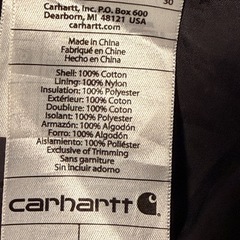 30
Carhartt, Inc. P.O. Box 600
Dearborn, MI 48121 USA
carhartt.com
Made in China
Fabriqué en Chine
Hecho en China
Shell: 100% Cotton
Lining: 100% Nylon
Insulation: 100% Polyester
Extérieur: 100% Coton
Doublure: 100% Coton
Isolant: 100% Polyester
Armazón: 100% Algodón
Forro: 100% Algodón
Aislamiento: 100% Poliéster
Exclusive of Trimming
Sans garniture
Sin incluir adorno
carhartt